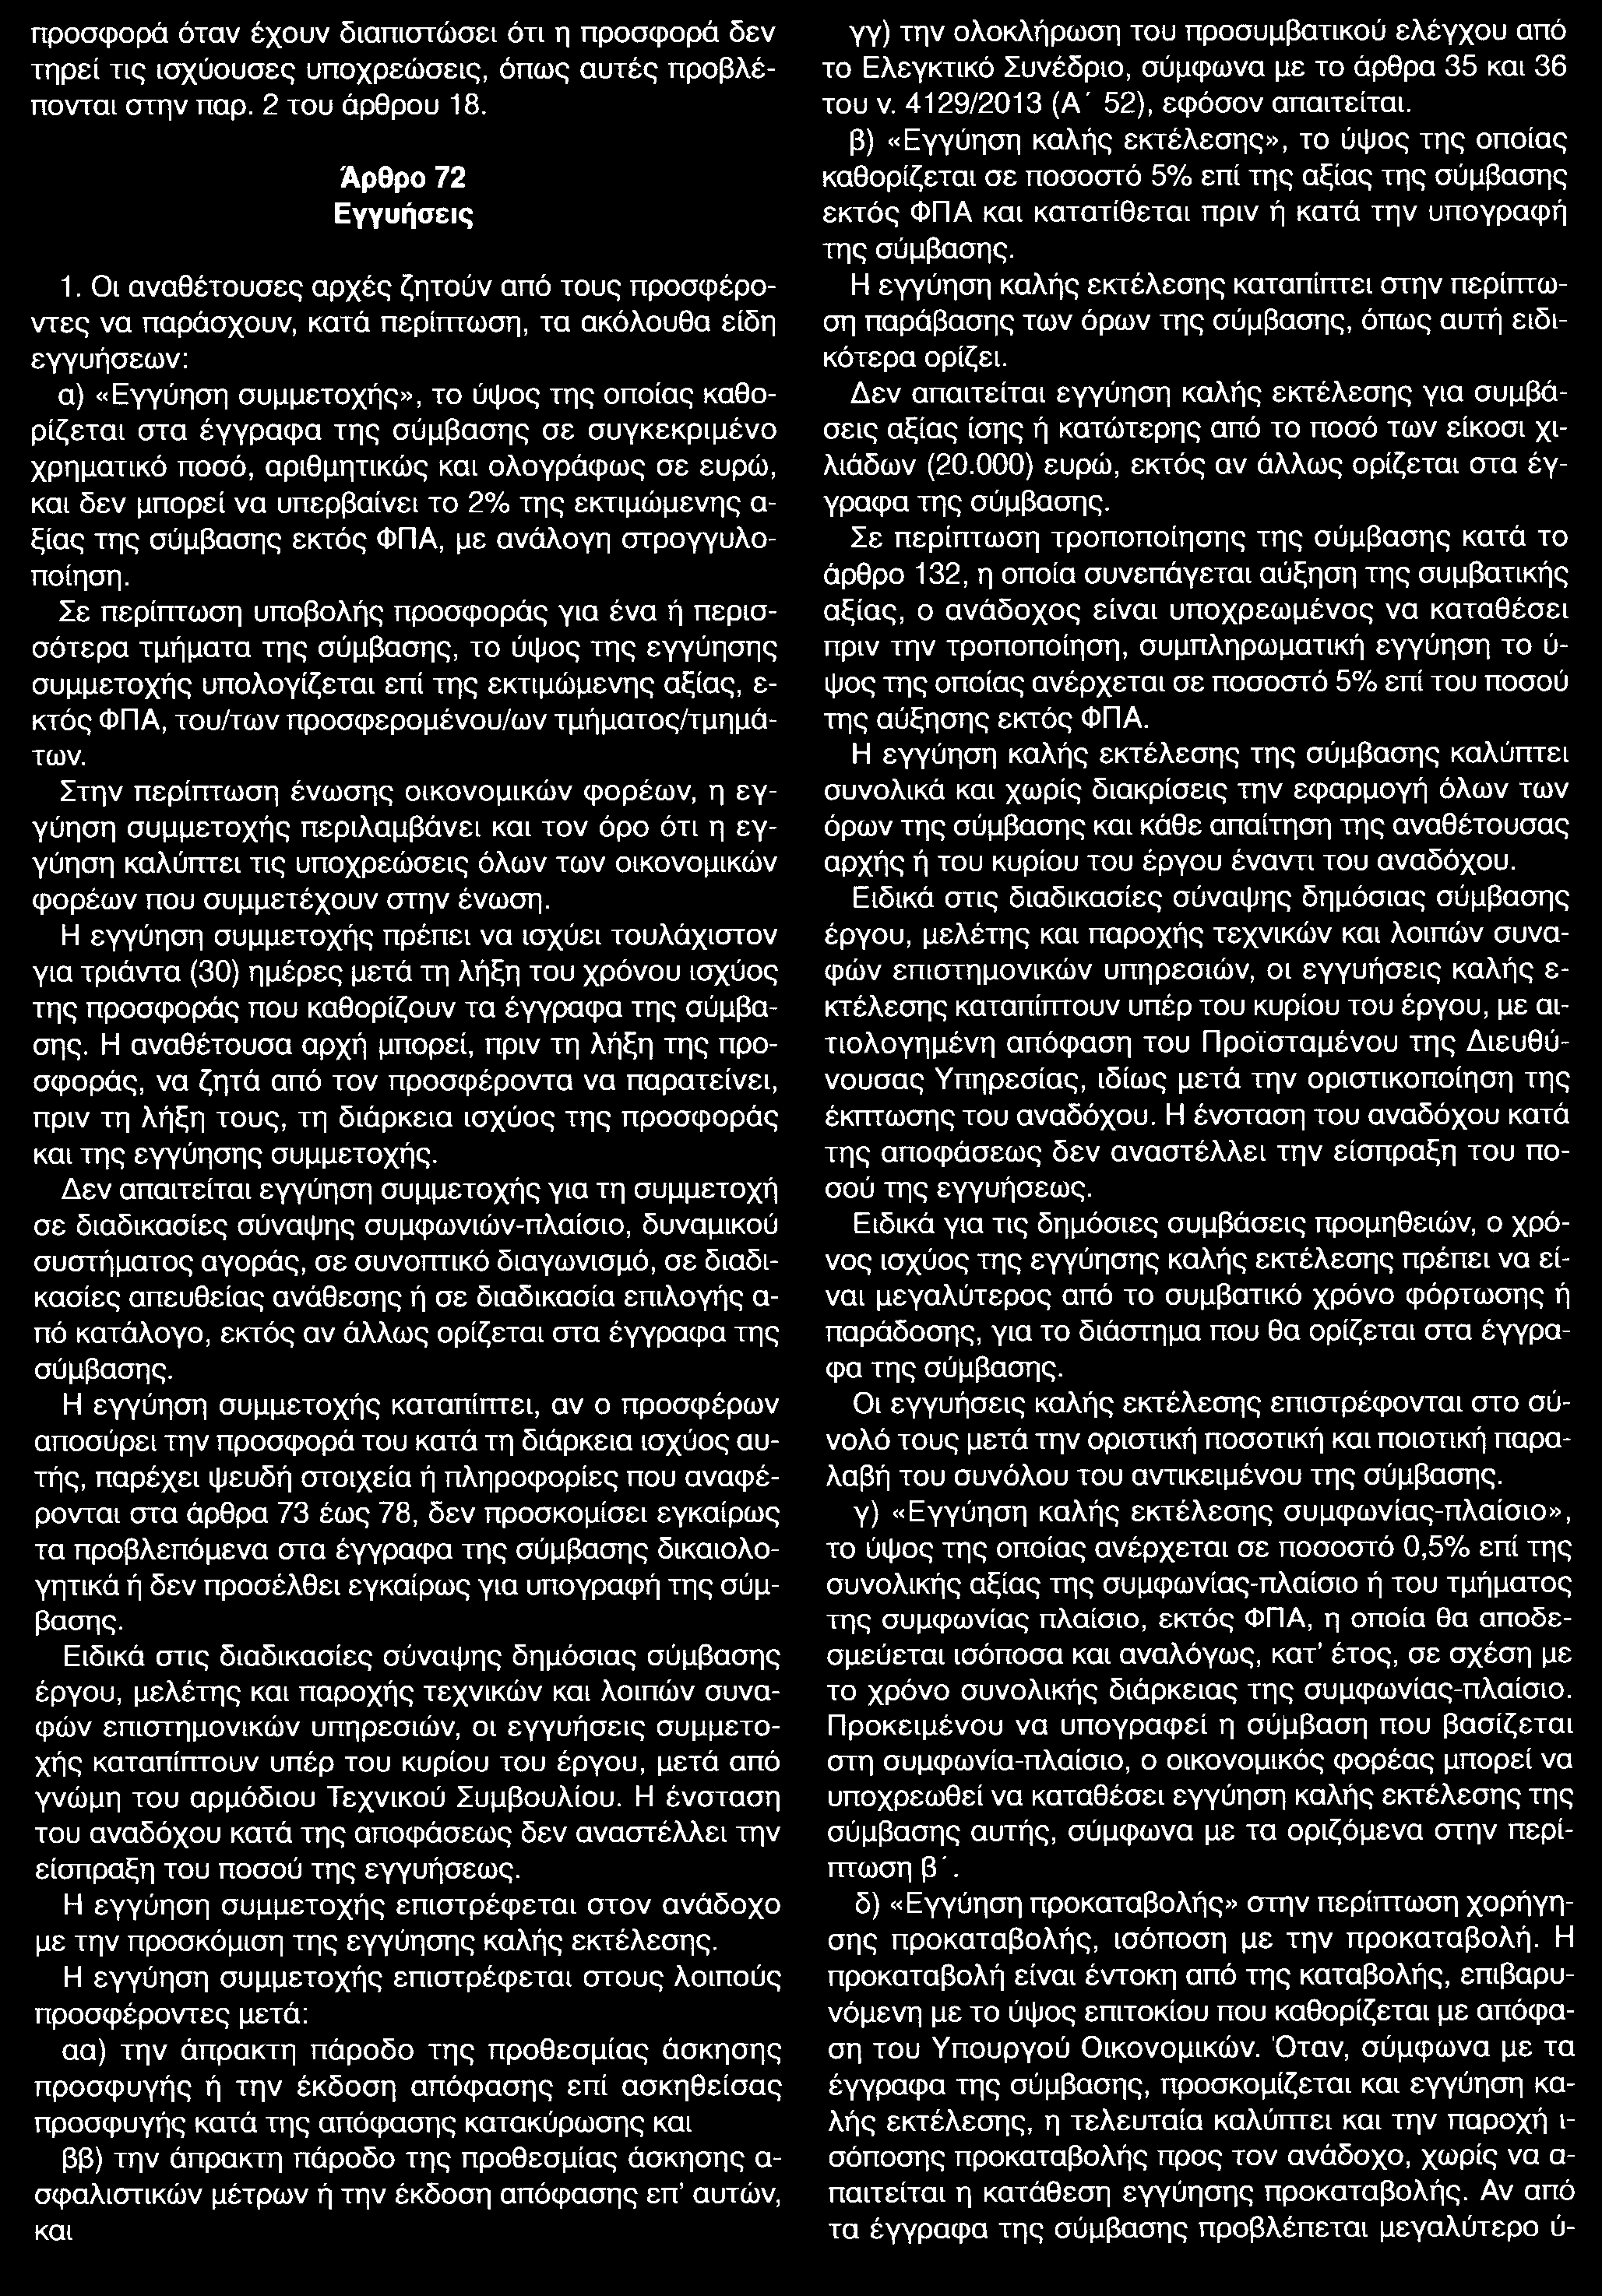 προσφορά όταν έχουν διαπιστώσει ότι η προσφορά δεν
τηρεί τις ισχύουσες υποχρεώσεις, όπως αυτές προβλέ-
πονται στην παρ. 2 του άρθρου 18.
Άρθρο 72
Εγγυήσεις
1. Οι αναθέτουσες αρχές ζητούν από τους προσφέρο-
ντες να παράσχουν, κατά περίπτωση, τα ακόλουθα είδη
εγγυήσεων:
α) «Εγγύηση συμμετοχής», το ύψος της οποίας καθο-
ρίζεται στα έγγραφα της σύμβασης σε συγκεκριμένο
χρηματικό ποσό, αριθμητικώς και ολογράφως σε ευρώ,
και δεν μπορεί να υπερβαίνει το 2% της εκτιμώμενης α-
ξίας της σύμβασης εκτός ΦΠΑ, με ανάλογη στρογγυλο-
ποίηση.
Σε περίπτωση υποβολής προσφοράς για ένα ή περισ-
σότερα τμήματα της σύμβασης, το ύψος της εγγύησης
συμμετοχής υπολογίζεται επί της εκτιμώμενης αξίας, ε-
κτός ΦΠΑ, του/των προσφερομένου/ων τμήματος/τμημά-
των.
Στην περίπτωση ένωσης οικονομικών φορέων, η εγ-
γύηση συμμετοχής περιλαμβάνει και τον όρο ότι η εγ-
γύηση καλύπτει τις υποχρεώσεις όλων των οικονομικών
φορέων που συμμετέχουν στην ένωση.
Η εγγύηση συμμετοχής πρέπει να ισχύει τουλάχιστον
για τριάντα (30) ημέρες μετά τη λήξη του χρόνου ισχύος
της προσφοράς που καθορίζουν τα έγγραφα της σύμβα-
σης. Η αναθέτουσα αρχή μπορεί, πριν τη λήξη της προ-
σφοράς, να ζητά από τον προσφέροντα να παρατείνει,
πριν τη λήξη τους, τη διάρκεια ισχύος της προσφοράς
και της εγγύησης συμμετοχής.
Δεν απαιτείται εγγύηση συμμετοχής για τη συμμετοχή
σε διαδικασίες σύναψης συμφωνιών-πλαίσιο, δυναμικού
συστήματος αγοράς, σε συνοπτικό διαγωνισμό, σε διαδι-
κασίες απευθείας ανάθεσης ή σε διαδικασία επιλογής α-
πό κατάλογο, εκτός αν άλλως ορίζεται στα έγγραφα της
σύμβασης.
Η εγγύηση συμμετοχής καταπίπτει, αν ο προσφέρων
αποσύρει την προσφορά του κατά τη διάρκεια ισχύος αυ-
τής, παρέχει ψευδή στοιχεία ή πληροφορίες που αναφέ-
ρονται στα άρθρα 73 έως 78, δεν προσκομίσει εγκαίρως
τα προβλεπόμενα στα έγγραφα της σύμβασης δικαιολο-
γητικά ή δεν προσέλθει εγκαίρως για υπογραφή της σύμ-
βασης.
Ειδικά στις διαδικασίες σύναψης δημόσιας σύμβασης
έργου, μελέτης και παροχής τεχνικών και λοιπών συνα-
φών επιστημονικών υπηρεσιών, οι εγγυήσεις συμμετο-
χής καταπίπτουν υπέρ του κυρίου του έργου, μετά από
γνώμη του αρμόδιου Τεχνικού Συμβουλίου. Η ένσταση
του αναδόχου κατά της αποφάσεως δεν αναστέλλει την
είσπραξη του ποσού της εγγυήσεως.
Η εγγύηση συμμετοχής επιστρέφεται στον ανάδοχο
με την προσκόμιση της εγγύησης καλής εκτέλεσης.
Η εγγύηση συμμετοχής επιστρέφεται στους λοιπούς
προσφέροντες μετά:
αα) την άπρακτη πάροδο της προθεσμίας άσκησης
προσφυγής ή την έκδοση απόφασης επί ασκηθείσας
προσφυγής κατά της απόφασης κατακύρωσης και
ββ) την άπρακτη πάροδο της προθεσμίας άσκησης α-
σφαλιστικών μέτρων ή την έκδοση απόφασης επ’ αυτών,
και
γγ) την ολοκλήρωση του προσυμβατικού ελέγχου από
το Ελεγκτικό Συνέδριο, σύμφωνα με το άρθρα 35 και 36
του ν. 4129/2013 (Α΄ 52), εφόσον απαιτείται.
β) «Εγγύηση καλής εκτέλεσης», το ύψος της οποίας
καθορίζεται σε ποσοστό 5% επί της αξίας της σύμβασης
εκτός ΦΠΑ και κατατίθεται πριν ή κατά την υπογραφή
της σύμβασης.
Η εγγύηση καλής εκτέλεσης καταπίπτει στην περίπτω-
ση παράβασης των όρων της σύμβασης, όπως αυτή ειδι-
κότερα ορίζει.
Δεν απαιτείται εγγύηση καλής εκτέλεσης για συμβά-
σεις αξίας ίσης ή κατώτερης από το ποσό των είκοσι χι-
λιάδων (20.000) ευρώ, εκτός αν άλλως ορίζεται στα έγ-
γραφα της σύμβασης.
Σε περίπτωση τροποποίησης της σύμβασης κατά το
άρθρο 132, η οποία συνεπάγεται αύξηση της συμβατικής
αξίας, ο ανάδοχος είναι υποχρεωμένος να καταθέσει
πριν την τροποποίηση, συμπληρωματική εγγύηση το ύ-
ψος της οποίας ανέρχεται σε ποσοστό 5% επί του ποσού
της αύξησης εκτός ΦΠΑ.
Η εγγύηση καλής εκτέλεσης της σύμβασης καλύπτει
συνολικά και χωρίς διακρίσεις την εφαρμογή όλων των
όρων της σύμβασης και κάθε απαίτηση της αναθέτουσας
αρχής ή του κυρίου του έργου έναντι του αναδόχου.
Ειδικά στις διαδικασίες σύναψης δημόσιας σύμβασης
έργου, μελέτης και παροχής τεχνικών και λοιπών συνα-
φών επιστημονικών υπηρεσιών, οι εγγυήσεις καλής ε-
κτέλεσης καταπίπτουν υπέρ του κυρίου του έργου, με αι-
τιολογημένη απόφαση του Προϊσταμένου της Διευθύ-
νουσας Υπηρεσίας, ιδίως μετά την οριστικοποίηση της
έκπτωσης του αναδόχου. Η ένσταση του αναδόχου κατά
της αποφάσεως δεν αναστέλλει την είσπραξη του πο-
σού της εγγυήσεως.
Ειδικά για τις δημόσιες συμβάσεις προμηθειών, ο χρό-
νος ισχύος της εγγύησης καλής εκτέλεσης πρέπει να εί-
ναι μεγαλύτερος από το συμβατικό χρόνο φόρτωσης ή
παράδοσης, για το διάστημα που θα ορίζεται στα έγγρα-
φα της σύμβασης.
Οι εγγυήσεις καλής εκτέλεσης επιστρέφονται στο σύ-
νολό τους μετά την οριστική ποσοτική και ποιοτική παρα-
λαβή του συνόλου του αντικειμένου της σύμβασης.
γ) «Εγγύηση καλής εκτέλεσης συμφωνίας-πλαίσιο»,
το ύψος της οποίας ανέρχεται σε ποσοστό 0,5% επί της
συνολικής αξίας της συμφωνίας-πλαίσιο ή του τμήματος
της συμφωνίας πλαίσιο, εκτός ΦΠΑ, η οποία θα αποδε-
σμεύεται ισόποσα και αναλόγως, κατ’ έτος, σε σχέση με
το χρόνο συνολικής διάρκειας της συμφωνίας-πλαίσιο.
Προκειμένου να υπογραφεί η σύμβαση που βασίζεται
στη συμφωνία-πλαίσιο, ο οικονομικός φορέας μπορεί να
υποχρεωθεί να καταθέσει εγγύηση καλής εκτέλεσης της
σύμβασης αυτής, σύμφωνα με τα οριζόμενα στην περί-
πτωση β΄.
δ) «Εγγύηση προκαταβολής» στην περίπτωση χορήγη-
σης προκαταβολής, ισόποση με την προκαταβολή. Η
προκαταβολή είναι έντοκη από της καταβολής, επιβαρυ-
νόμενη με το ύψος επιτοκίου που καθορίζεται με απόφα-
ση του Υπουργού Οικονομικών. Όταν, σύμφωνα με τα
έγγραφα της σύμβασης, προσκομίζεται και εγγύηση κα-
λής εκτέλεσης, η τελευταία καλύπτει και την παροχή ι-
σόποσης προκαταβολής προς τον ανάδοχο, χωρίς να α-
παιτείται η κατάθεση εγγύησης προκαταβολής. Αν από
τα έγγραφα της σύμβασης προβλέπεται μεγαλύτερο ύ-